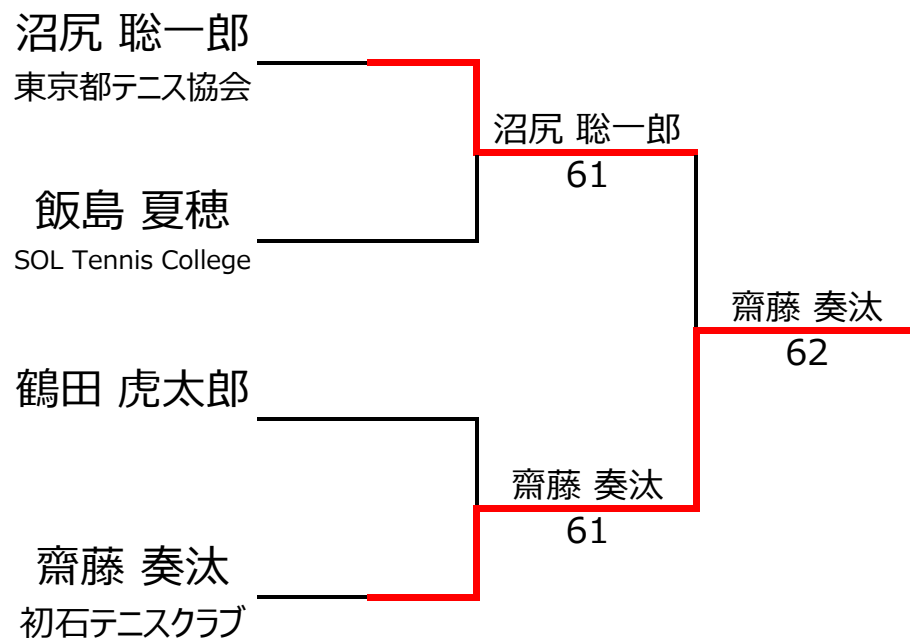 沼尻 聡一郎
東京都テニス協会
沼尻 聡一郎
61
飯島 夏穂
SOL Tennis College
齋藤 奏汰
62
鶴田 虎太郎
齋藤 奏汰
61
齋藤 奏汰
初石テニスクラブ